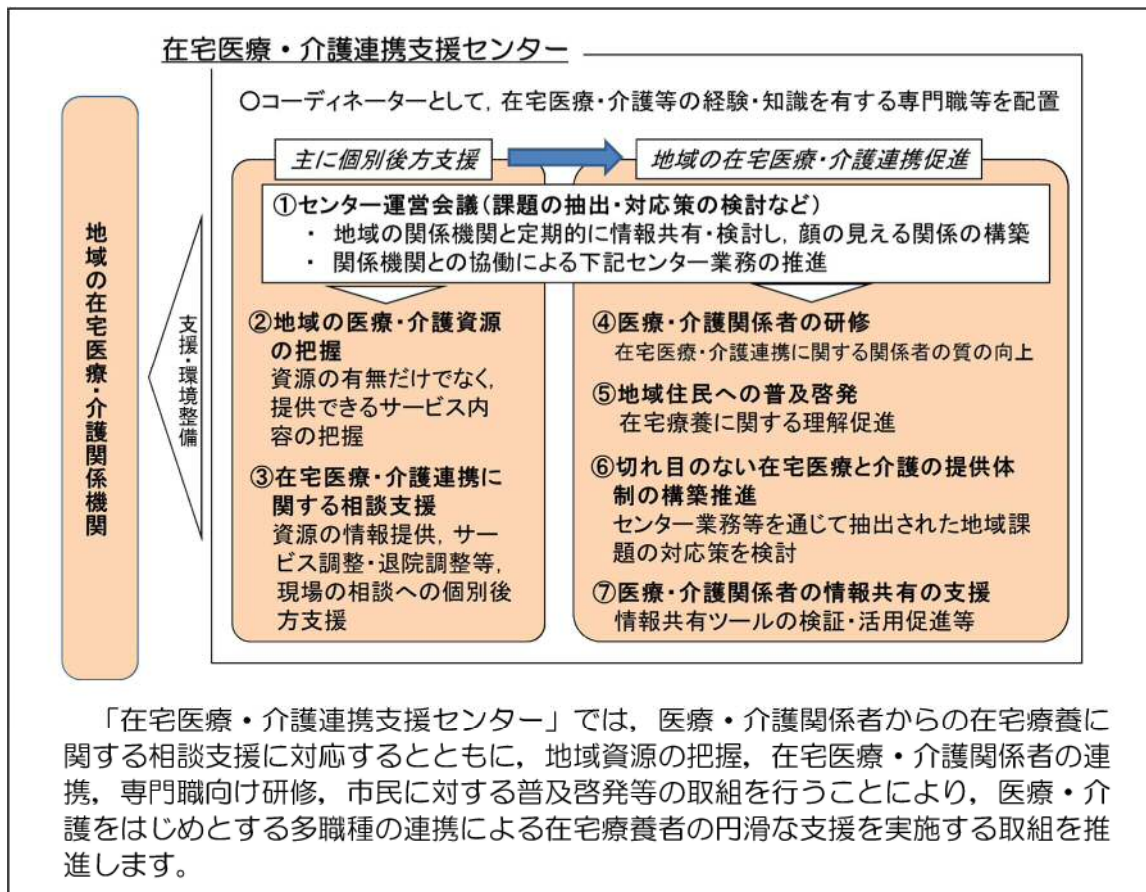 在宅医療・介護連携支援センター
○コーディネーターとして，在宅医療・介護等の経験・知識を有する専門職等を配置
地域の在宅医療・介護関係機関
支援・環境整備
主に個別後方支援
地域の在宅医療・介護連携促進
①センター運営会議（課題の抽出・対応策の検討など）
・ 地域の関係機関と定期的に情報共有・検討し，顔の見える関係の構築
・ 関係機関との協働による下記センター業務の推進
②地域の医療・介護資源
の把握
資源の有無だけでなく，
提供できるサービス内
容の把握
③在宅医療・介護連携に
関する相談支援
資源の情報提供，サー
ビス調整・退院調整等，
現場の相談への個別後
方支援
④医療・介護関係者の研修
在宅医療・介護連携に関する関係者の質の向上
⑤地域住民への普及啓発
在宅療養に関する理解促進
⑥切れ目のない在宅医療と介護の提供体
制の構築推進
センター業務等を通じて抽出された地域課
題の対応策を検討
⑦医療・介護関係者の情報共有の支援
情報共有ツールの検証・活用促進等
「在宅医療・介護連携支援センター」では，医療・介護関係者からの在宅療養に
関する相談支援に対応するとともに，地域資源の把握，在宅医療・介護関係者の連
携，専門職向け研修，市民に対する普及啓発等の取組を行うことにより，医療・介
護をはじめとする多職種の連携による在宅療養者の円滑な支援を実施する取組を推
進します。